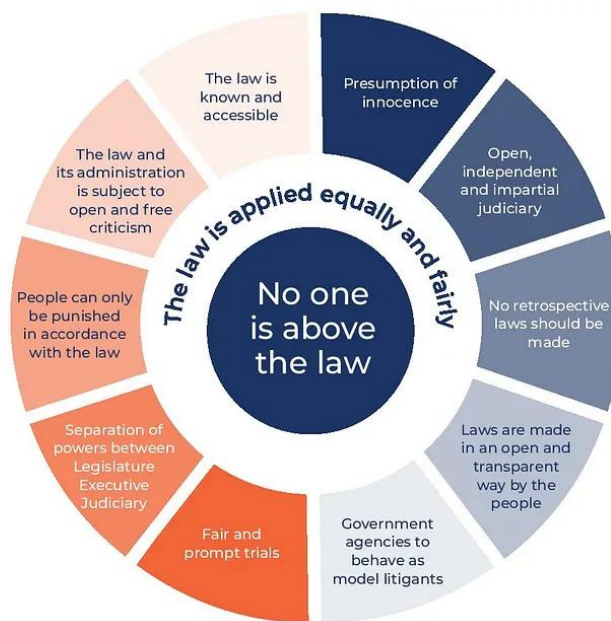 The law is
known and
accessible
Presumption of
innocence
Open,
independent
and impartial
judiciary
No retrospective
laws should be
made
Laws are made
in an open and
transparent
way by the
people
Government
agencies to
behave as
model litigants
Fair and
prompt trials
Separation of
powers between
Legislature
Executive
Judiciary
People can only
be punished
in accordance
with the law
The law and
its administration
is subject to
open and free
criticism
The law is applied equally and fairly
No one
is above
the law